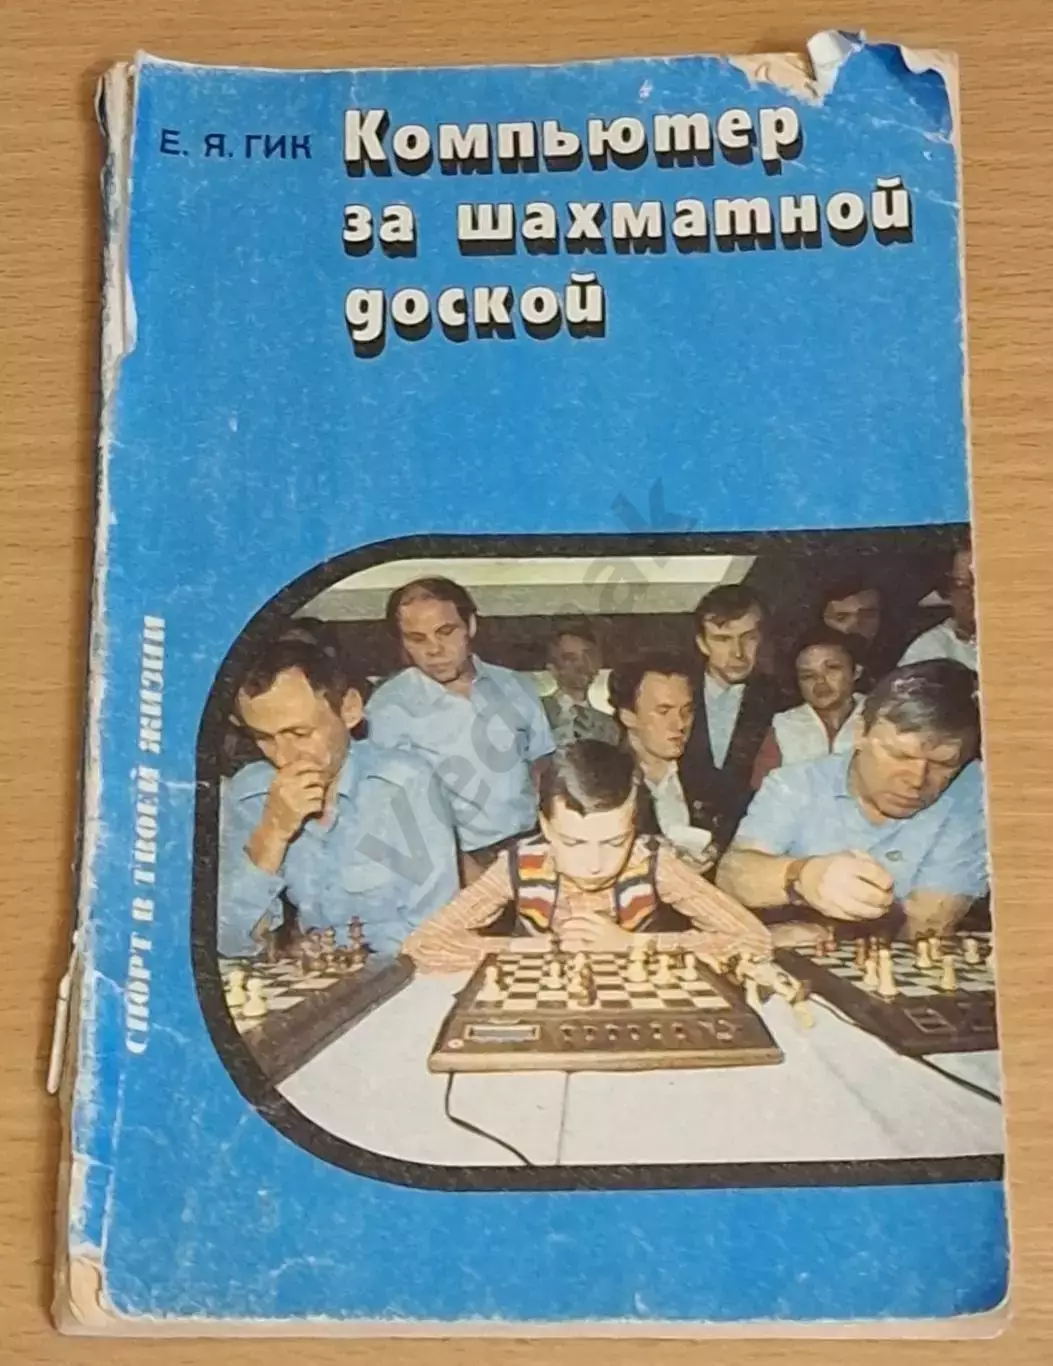 Е. Я. ГИК
Компьютер
за шахматной
доской
СПОРТ В ТВОЕЙ ЖИЗНИ